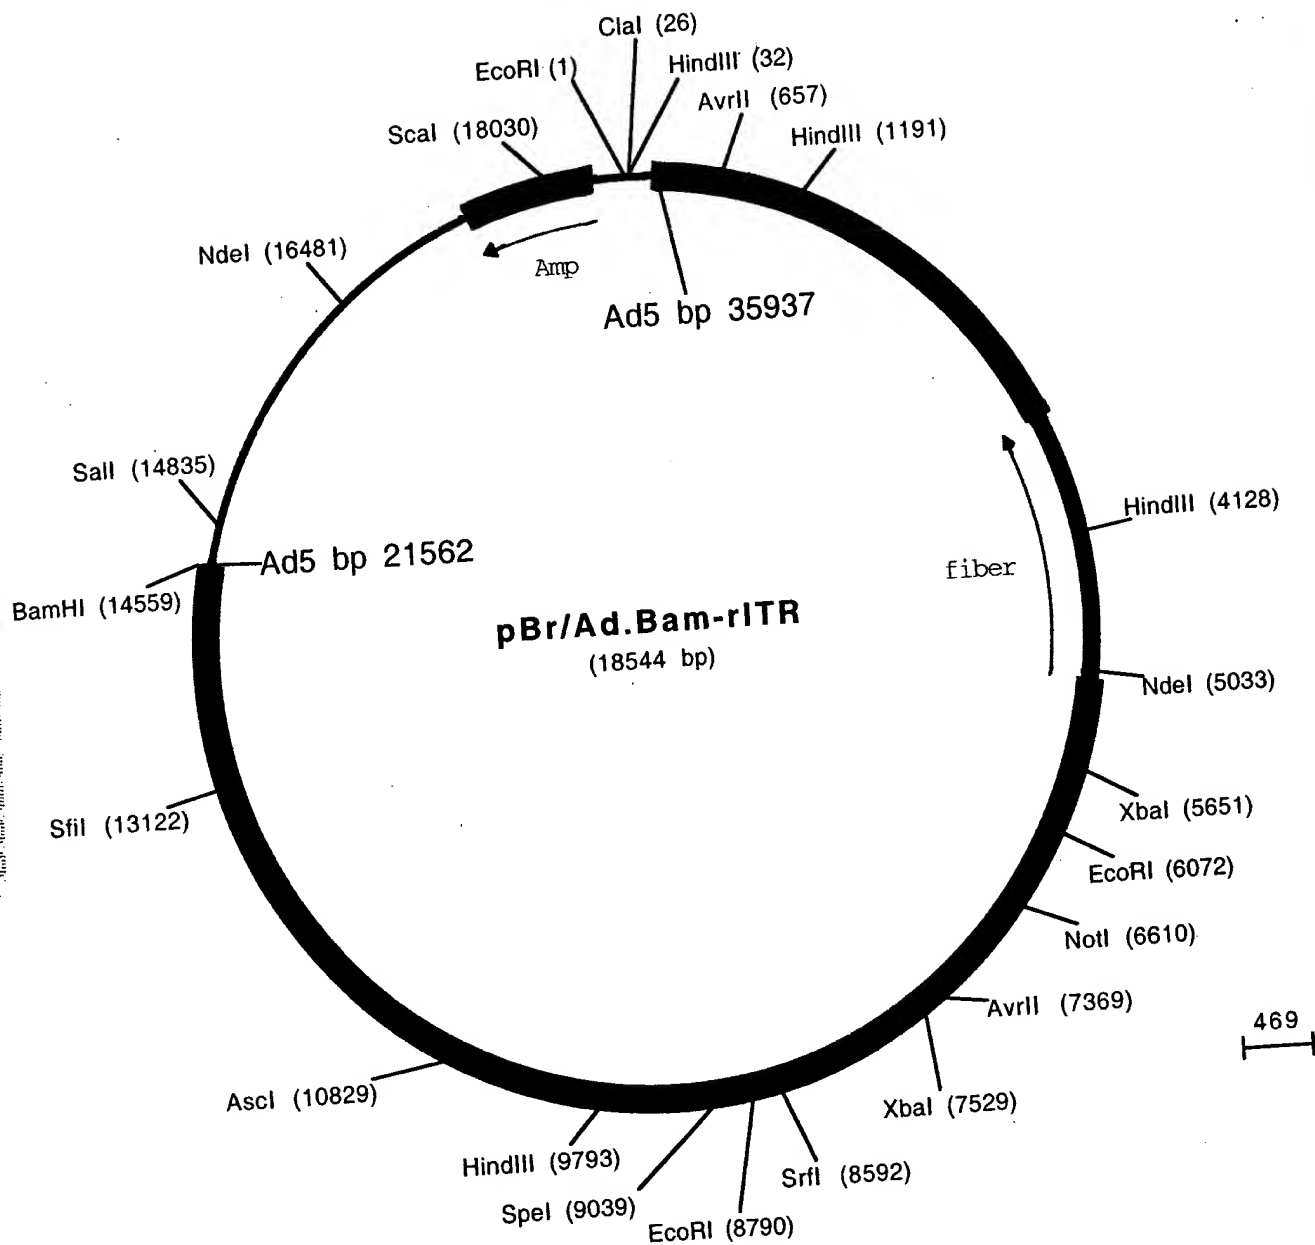 ClaI (26)
EcoRI (1)
HindIII (32)
AvrII (657)
ScaI (18030)
HindIII (1191)
NdeI (16481)
Amp
Ad5 bp 35937
SalI (14835)
HindIII (4128)
Ad5 bp 21562
fiber
BamHI (14559)
pBr/Ad.Bam-rITR
(18544 bp)
NdeI (5033)
XbaI (5651)
SfiI (13122)
EcoRI (6072)
NotI (6610)
AvrII (7369)
469
AscI (10829)
XbaI (7529)
HindIII (9793)
SrfI (8592)
SpeI (9039)
EcoRI (8790)